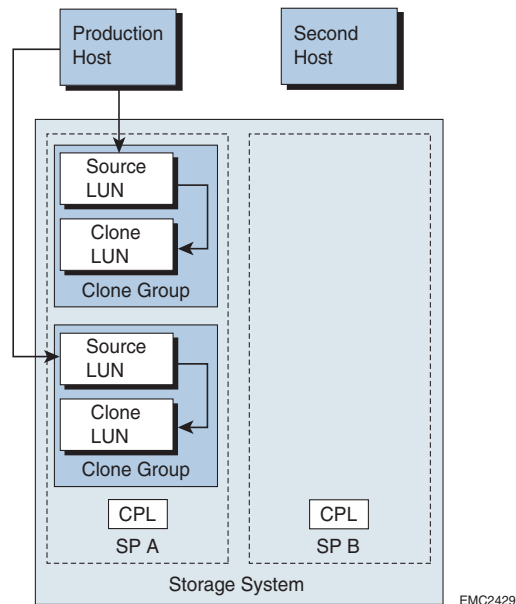 Production
Host
Second
Host
Source
LUN
Clone
LUN
Clone Group
Source
LUN
Clone
LUN
Clone Group
CPL
SP A
CPL
SP B
Storage System
EMC2429